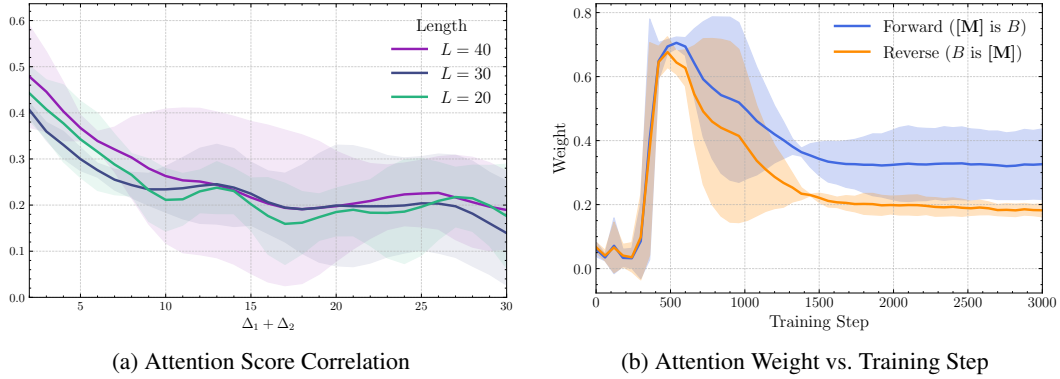 0.6
0.5
0.4
0.3
0.2
0.1
0.0
5
10
15
20
25
30
Δ₁ + Δ₂
Length
L = 40
L = 30
L = 20
(a) Attention Score Correlation
Weight
0.8
0.6
0.4
0.2
0.0
0
500
1000
1500
2000
2500
3000
Training Step
Forward ([M] is B)
Reverse (B is [M])
(b) Attention Weight vs. Training Step